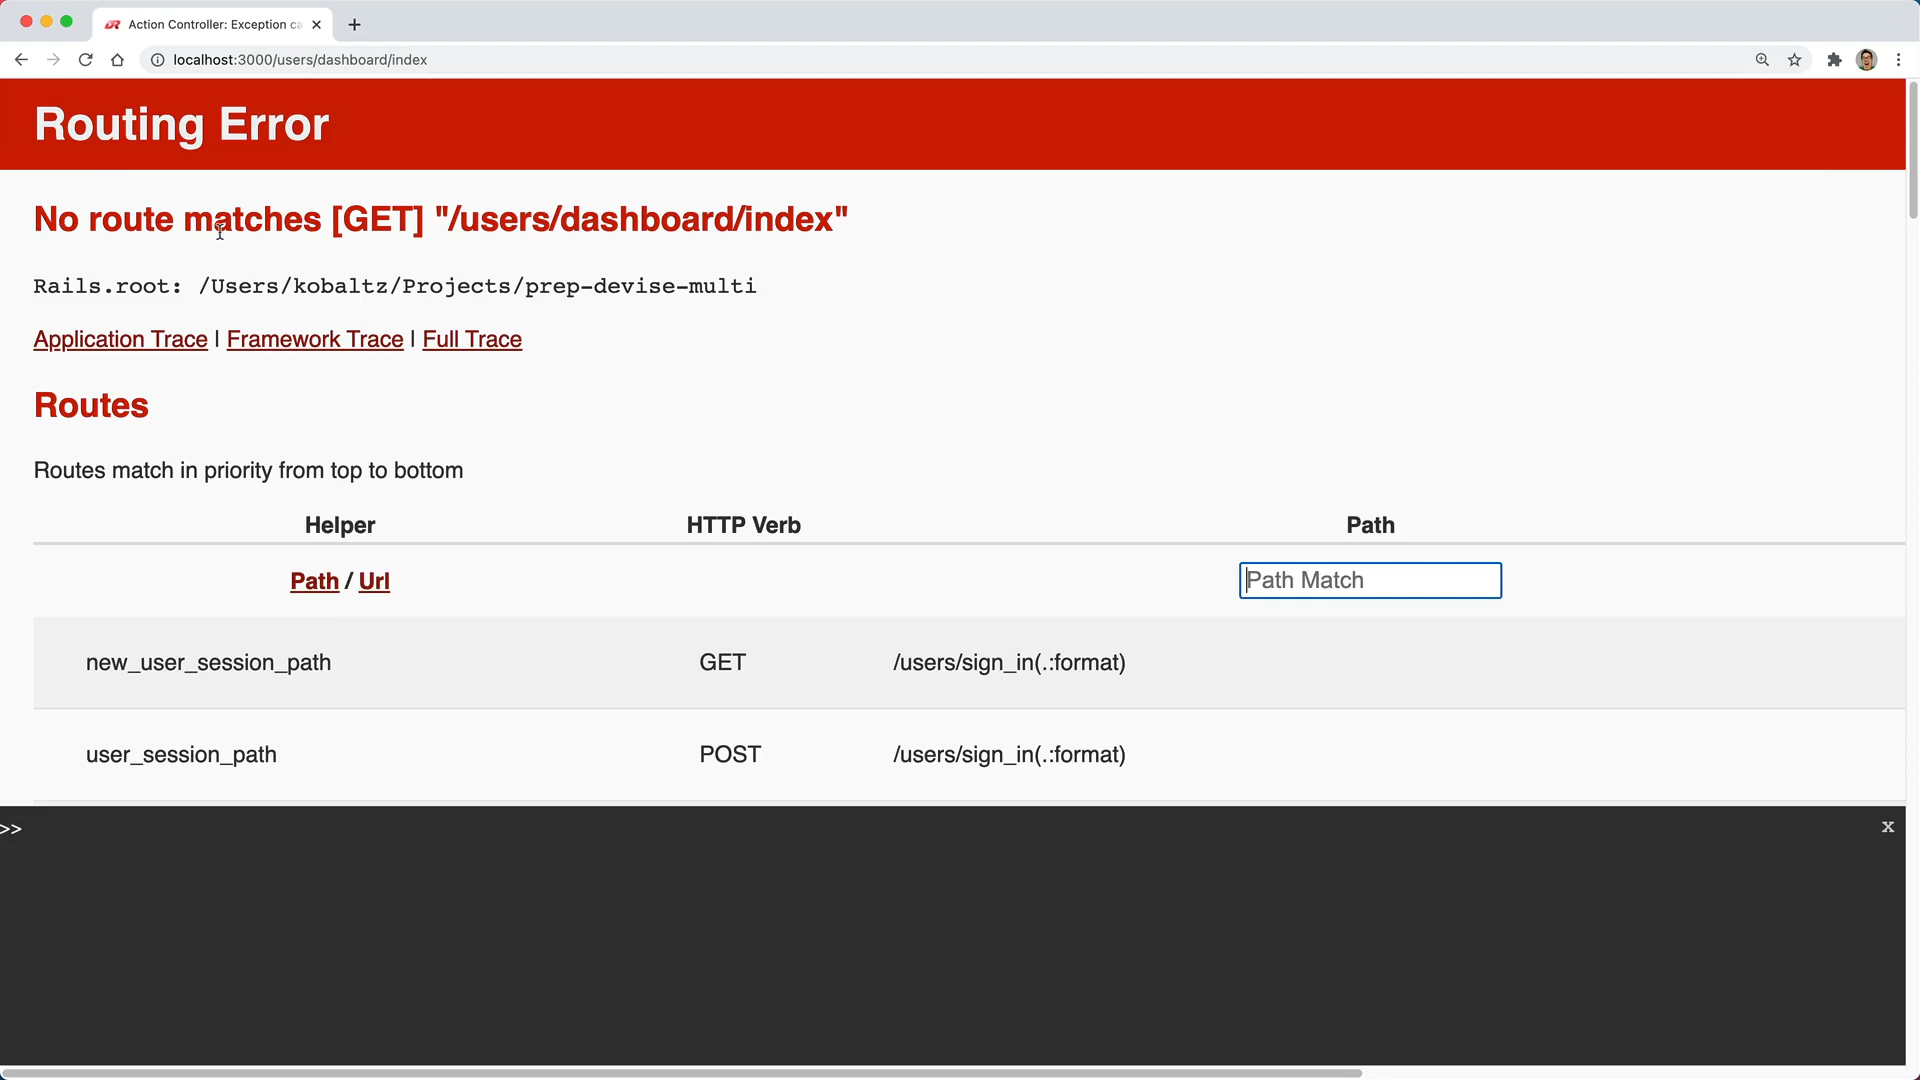 Action Controller: Exception ca
localhost:3000/users/dashboard/index
Routing Error
No route matches [GET] "/users/dashboard/index"
Rails.root: /Users/kobaltz/Projects/prep-devise-multi
Application Trace | Framework Trace | Full Trace
Routes
Routes match in priority from top to bottom
Helper HTTP Verb Path
Path / Url Path Match
new_user_session_path GET /users/sign_in(.:format)
user_session_path POST /users/sign_in(.:format)
>> x